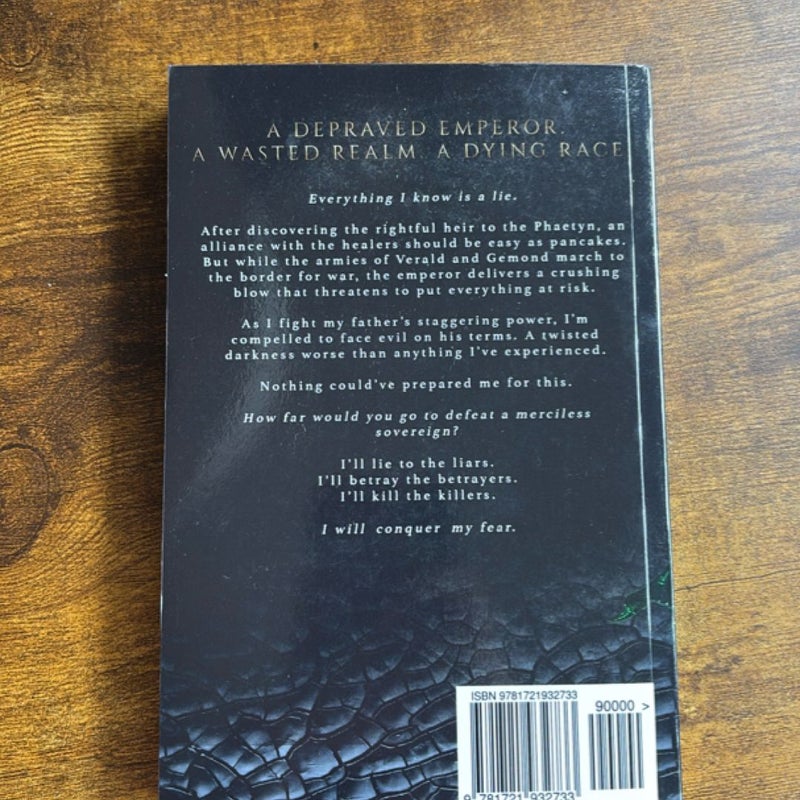 A DEPRAVED EMPEROR.
A WASTED REALM. A DYING RACE
Everything I know is a lie.
After discovering the rightful heir to the Phaetyn, an
alliance with the healers should be easy as pancakes.
But while the armies of Verald and Gemond march to
the border for war, the emperor delivers a crushing
blow that threatens to put everything at risk.
As I fight my father's staggering power, I'm
compelled to face evil on his terms. A twisted
darkness worse than anything I've experienced.
Nothing could've prepared me for this.
How far would you go to defeat a merciless
sovereign?
I'll lie to the liars.
I'll betray the betrayers.
I'll kill the killers.
I will conquer my fear.
ISBN 9781721932733
90000 >
9 781721 932733